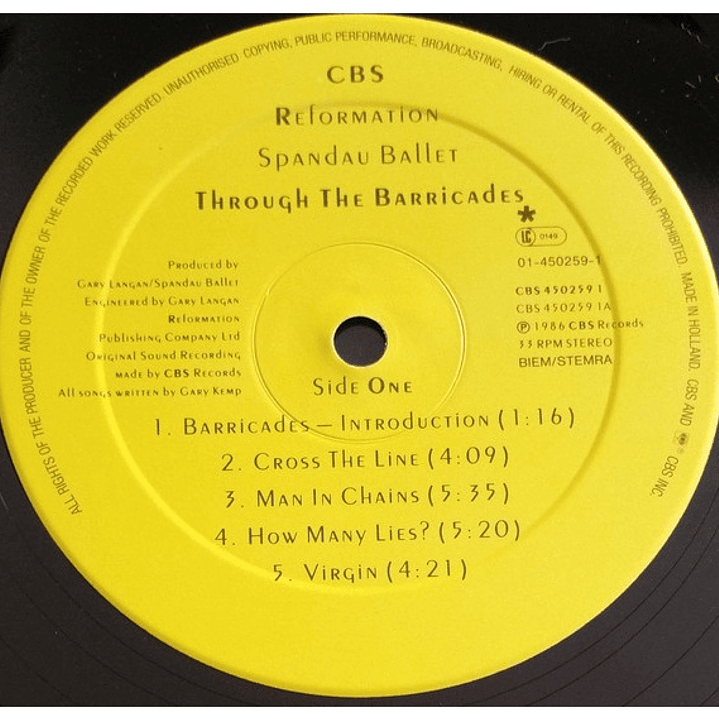 ALL RIGHTS OF THE PRODUCER AND OF THE OWNER OF THE RECORDED WORK RESERVED. UNAUTHORISED COPYING, PUBLIC PERFORMANCE, BROADCASTING, HIRING OR RENTAL OF THIS RECORDING PROHIBITED. MADE IN HOLLAND. CBS AND ® CBS INC.
CBS
Reformation
Spandau Ballet
Through The Barricades
*
LC 0149
01-450259-1
CBS 450259 1
CBS 450259 1A
℗ 1986 CBS Records
33 RPM STEREO
BIEM/STEMRA
Produced by
Gary Langan/Spandau Ballet
Engineered by Gary Langan
Reformation
Publishing Company Ltd
Original Sound Recording
made by CBS Records
All songs written by Gary Kemp
Side One
1. Barricades – Introduction (1:16)
2. Cross The Line (4:09)
3. Man In Chains (5:35)
4. How Many Lies? (5:20)
5. Virgin (4:21)